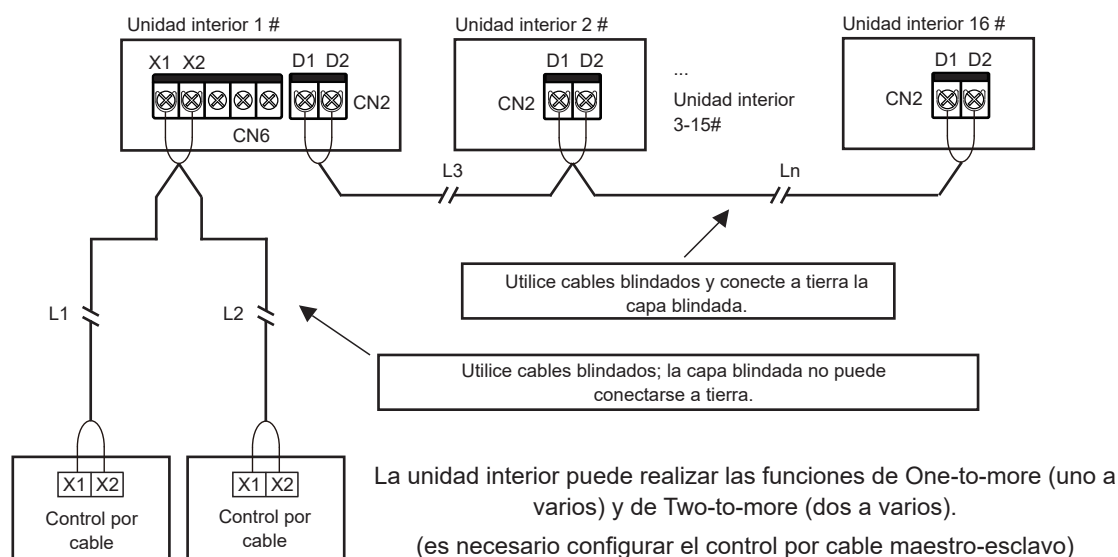 Unidad interior 1 #
Unidad interior 2 #
Unidad interior 16 #
X1 X2
D1 D2
CN2
CN6
D1 D2
CN2
...
Unidad interior
3-15#
D1 D2
CN2
L3
Ln
Utilice cables blindados y conecte a tierra la
capa blindada.
L1
L2
Utilice cables blindados; la capa blindada no puede
conectarse a tierra.
X1 X2
Control por
cable
X1 X2
Control por
cable
La unidad interior puede realizar las funciones de One-to-more (uno a
varios) y de Two-to-more (dos a varios).
(es necesario configurar el control por cable maestro-esclavo)